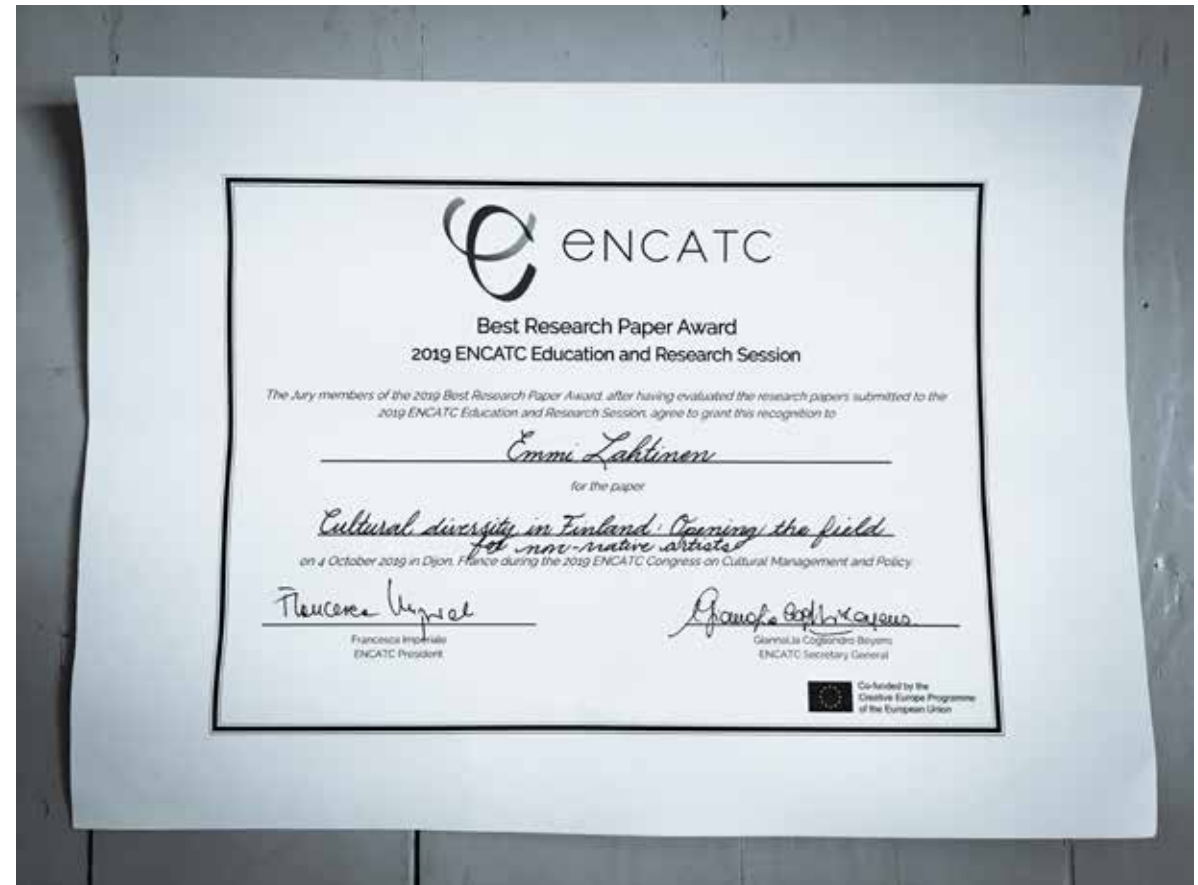 eNCATC
Best Research Paper Award
2019 ENCATC Education and Research Session
The Jury members of the 2019 Best Research Paper Award, after having evaluated the research papers submitted to the
2019 ENCATC Education and Research Session, agree to grant this recognition to
Emmi Lahtinen
for the paper
Cultural diversity in Finland: Opening the field
for non-native artists
on 4 October 2019 in Dijon, France during the 2019 ENCATC Congress on Cultural Management and Policy
Francesca Imperiale
GiannaLia Cogliandro Beyens
ENCATC President
ENCATC Secretary General
Co-funded by the
Creative Europe Programme
of the European Union